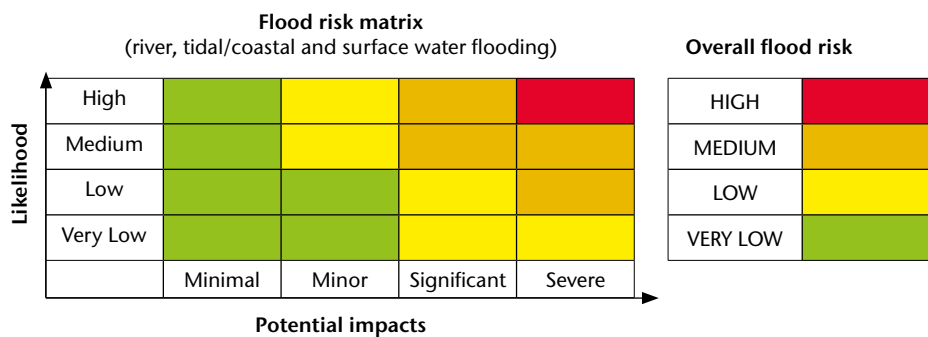 Flood risk matrix
(river, tidal/coastal and surface water flooding)
Overall flood risk
Likelihood
High
Medium
Low
Very Low
Minimal
Minor
Significant
Severe
Potential impacts
HIGH
MEDIUM
LOW
VERY LOW